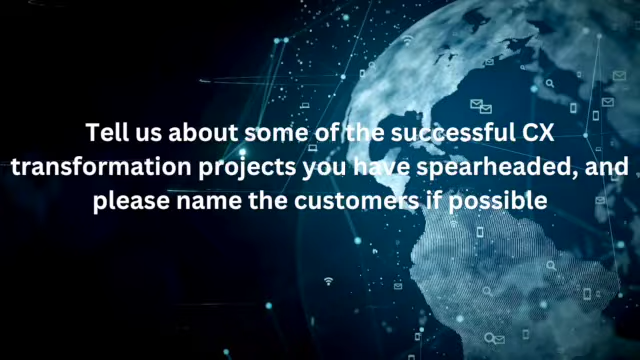 Tell us about some of the successful CX
transformation projects you have spearheaded, and
please name the customers if possible